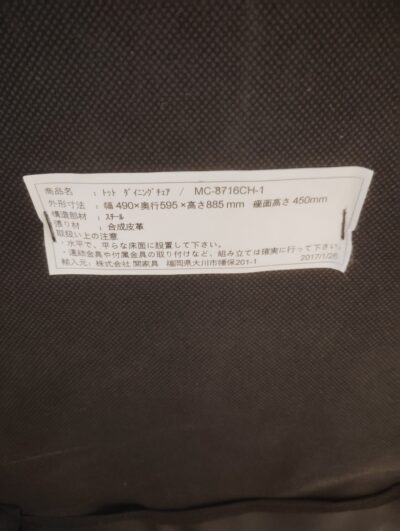 商品名 : トット ダイニングチェア / MC-8716CH-1
外形寸法 : 幅 490×奥行595×高さ885 mm 座面高さ 450mm
構造部材 : スチール
張り材 : 合成皮革
取扱い上の注意
・水平で、平らな床面に設置して下さい。
・連結金具や付属金具の取り付けなど、組み立ては確実に行って下さい。
2017/1/26
輸入元: 株式会社 関家具 福岡県大川市幡保201-1